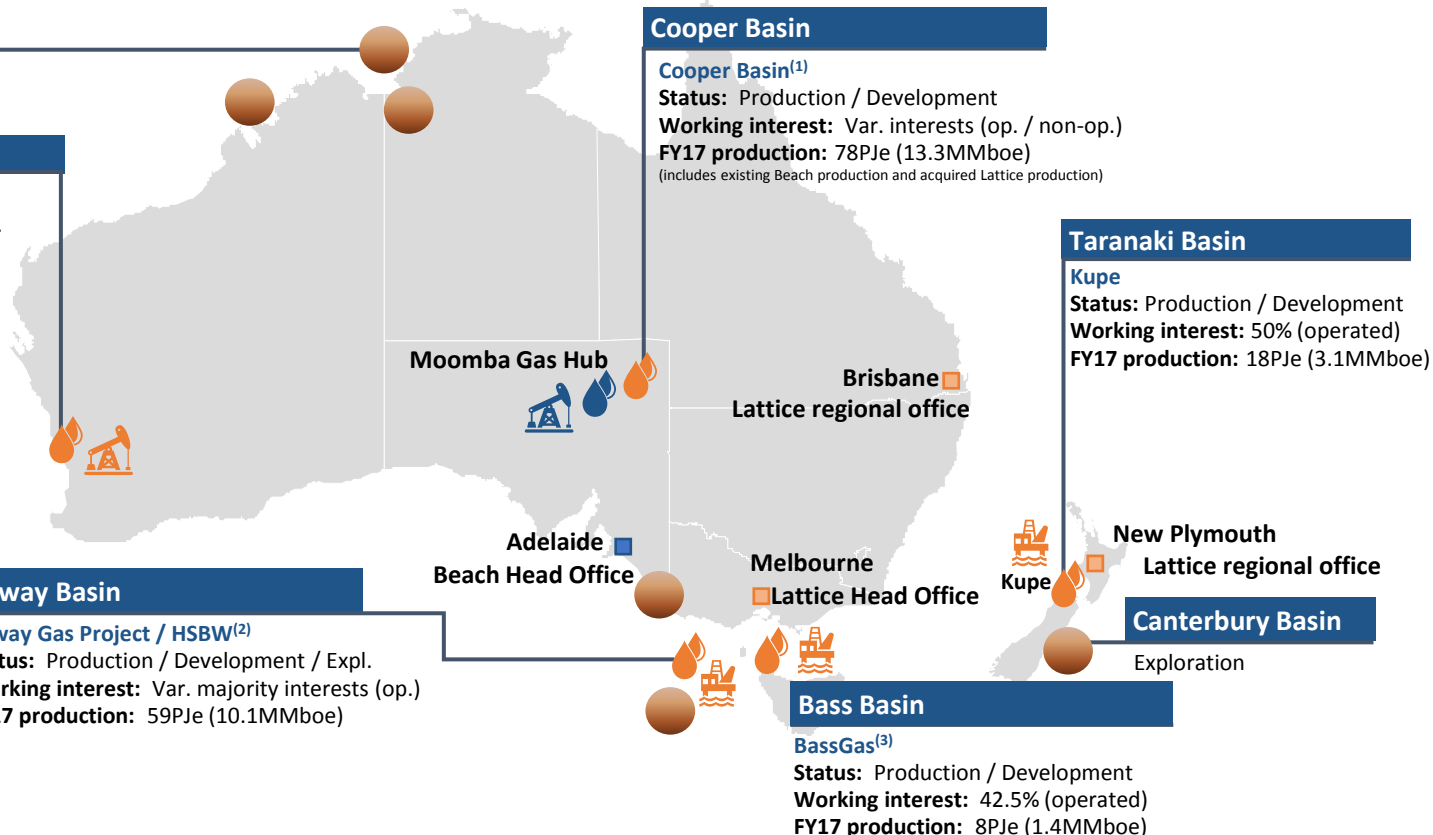 Cooper Basin
Cooper Basin(1)
Status: Production / Development
Working interest: Var. interests (op. / non-op.)
FY17 production: 78PJe (13.3MMboe)
(includes existing Beach production and acquired Lattice production)
Taranaki Basin
Kupe
Status: Production / Development
Working interest: 50% (operated)
FY17 production: 18PJe (3.1MMboe)
Moomba Gas Hub
Brisbane
Lattice regional office
Adelaide
Beach Head Office
Melbourne
Lattice Head Office
Kupe
New Plymouth
Lattice regional office
way Basin
way Gas Project / HSBW(2)
tus: Production / Development / Expl.
rking interest: Var. majority interests (op.)
17 production: 59PJe (10.1MMboe)
Canterbury Basin
Exploration
Bass Basin
BassGas(3)
Status: Production / Development
Working interest: 42.5% (operated)
FY17 production: 8PJe (1.4MMboe)